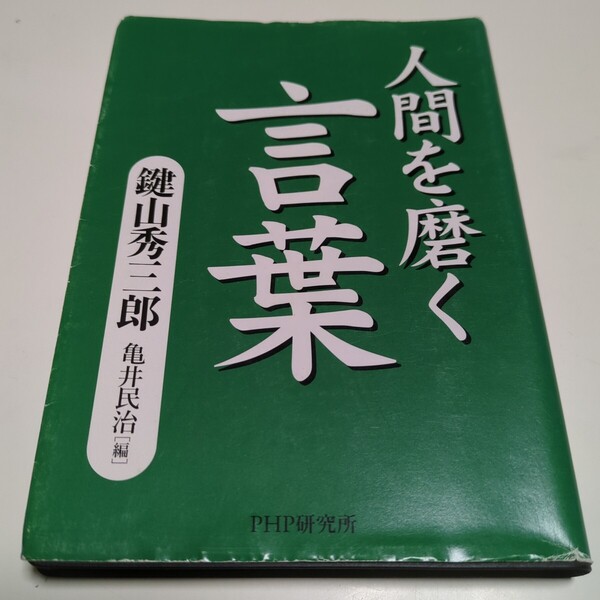 人間を磨く
言葉
鍵山秀三郎
亀井民治[編]
PHP研究所